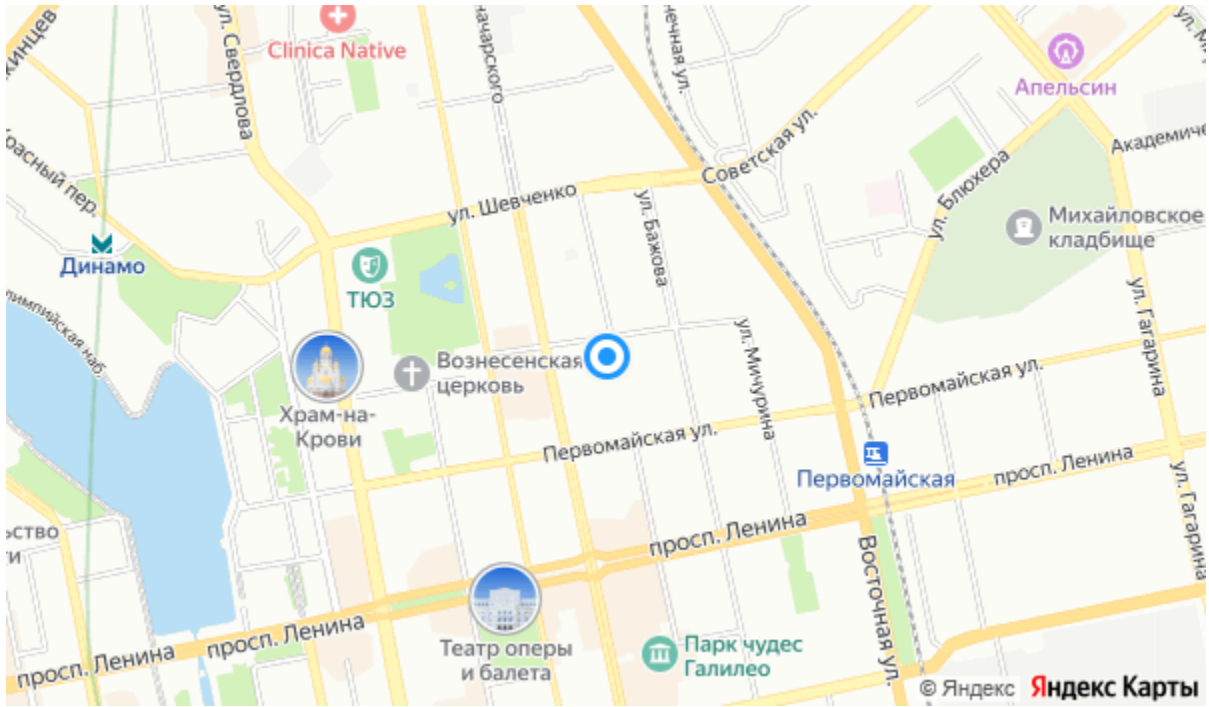 ул. Свердлова
Clinica Native
Апельсин
Советская ул.
Академиче
ул. Блюхера
ул. Шевченко
ул. Бажова
Красный пер.
Динамо
ТЮЗ
Михайловское
кладбище
ул. Гагарина
Вознесенская
церковь
Храм-на-
Крови
ул. Мичурина
Первомайская ул.
Первомайская ул.
Первомайская
просп. Ленина
просп. Ленина
ул. Гагарина
Восточная ул.
Театр оперы
и балета
Парк чудес
Галилео
просп. Ленина
просп. Ленина
© Яндекс Яндекс Карты